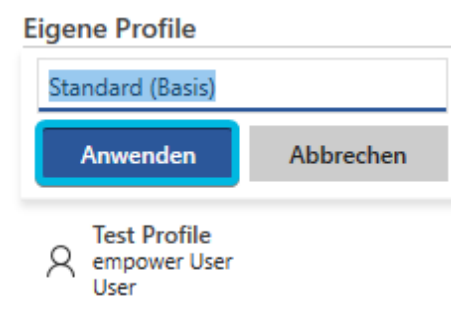 Eigene Profile
Standard (Basis)
Anwenden Abbrechen
Test Profile
empower User
User